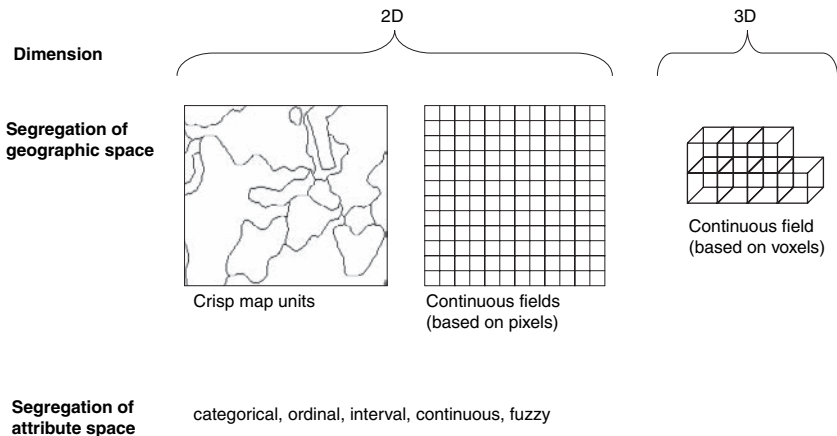 2D
3D
Dimension
Segregation of
geographic space
Crisp map units
Continuous fields
(based on pixels)
Continuous field
(based on voxels)
Segregation of
attribute space
categorical, ordinal, interval, continuous, fuzzy